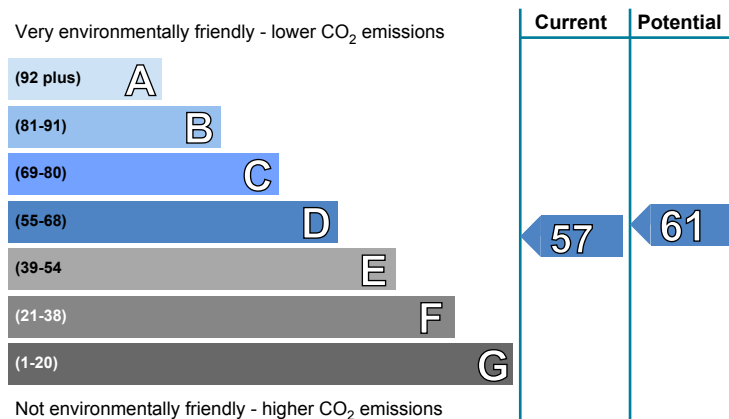 Very environmentally friendly - lower CO₂ emissions
Current
Potential
(92 plus) A
(81-91) B
(69-80) C
(55-68) D
(39-54 E
(21-38) F
(1-20) G
57
61
Not environmentally friendly - higher CO₂ emissions